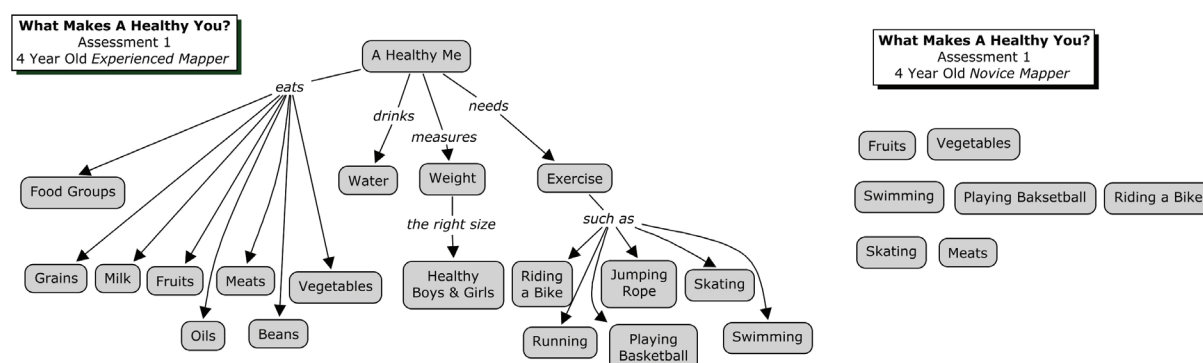 What Makes A Healthy You?
Assessment 1
4 Year Old Experienced Mapper
A Healthy Me
eats
drinks
measures
needs
Food Groups
Water
Weight
Exercise
the right size
such as
Grains
Milk
Fruits
Meats
Vegetables
Oils
Beans
Healthy
Boys & Girls
Riding
a Bike
Jumping
Rope
Skating
Running
Playing
Basketball
Swimming
What Makes A Healthy You?
Assessment 1
4 Year Old Novice Mapper
Fruits
Vegetables
Swimming
Playing Baksetball
Riding a Bike
Skating
Meats